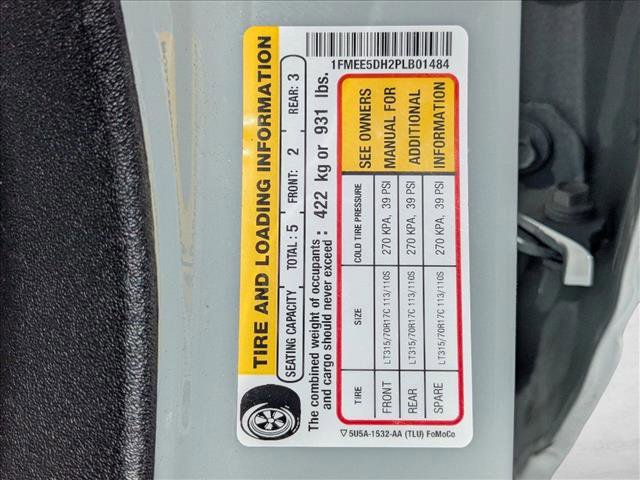 1FMEE5DH2PLB01484
TIRE AND LOADING INFORMATION
SEATING CAPACITY TOTAL: 5 FRONT: 2 REAR: 3
The combined weight of occupants
and cargo should never exceed : 422 kg or 931 lbs.
TIRE SIZE COLD TIRE PRESSURE SEE OWNERS
FRONT LT315/70R17C 113/110S 270 KPA, 39 PSI MANUAL FOR
REAR LT315/70R17C 113/110S 270 KPA, 39 PSI ADDITIONAL
SPARE LT315/70R17C 113/110S 270 KPA, 39 PSI INFORMATION
5U5A-1532-AA (TLU) FoMoCo